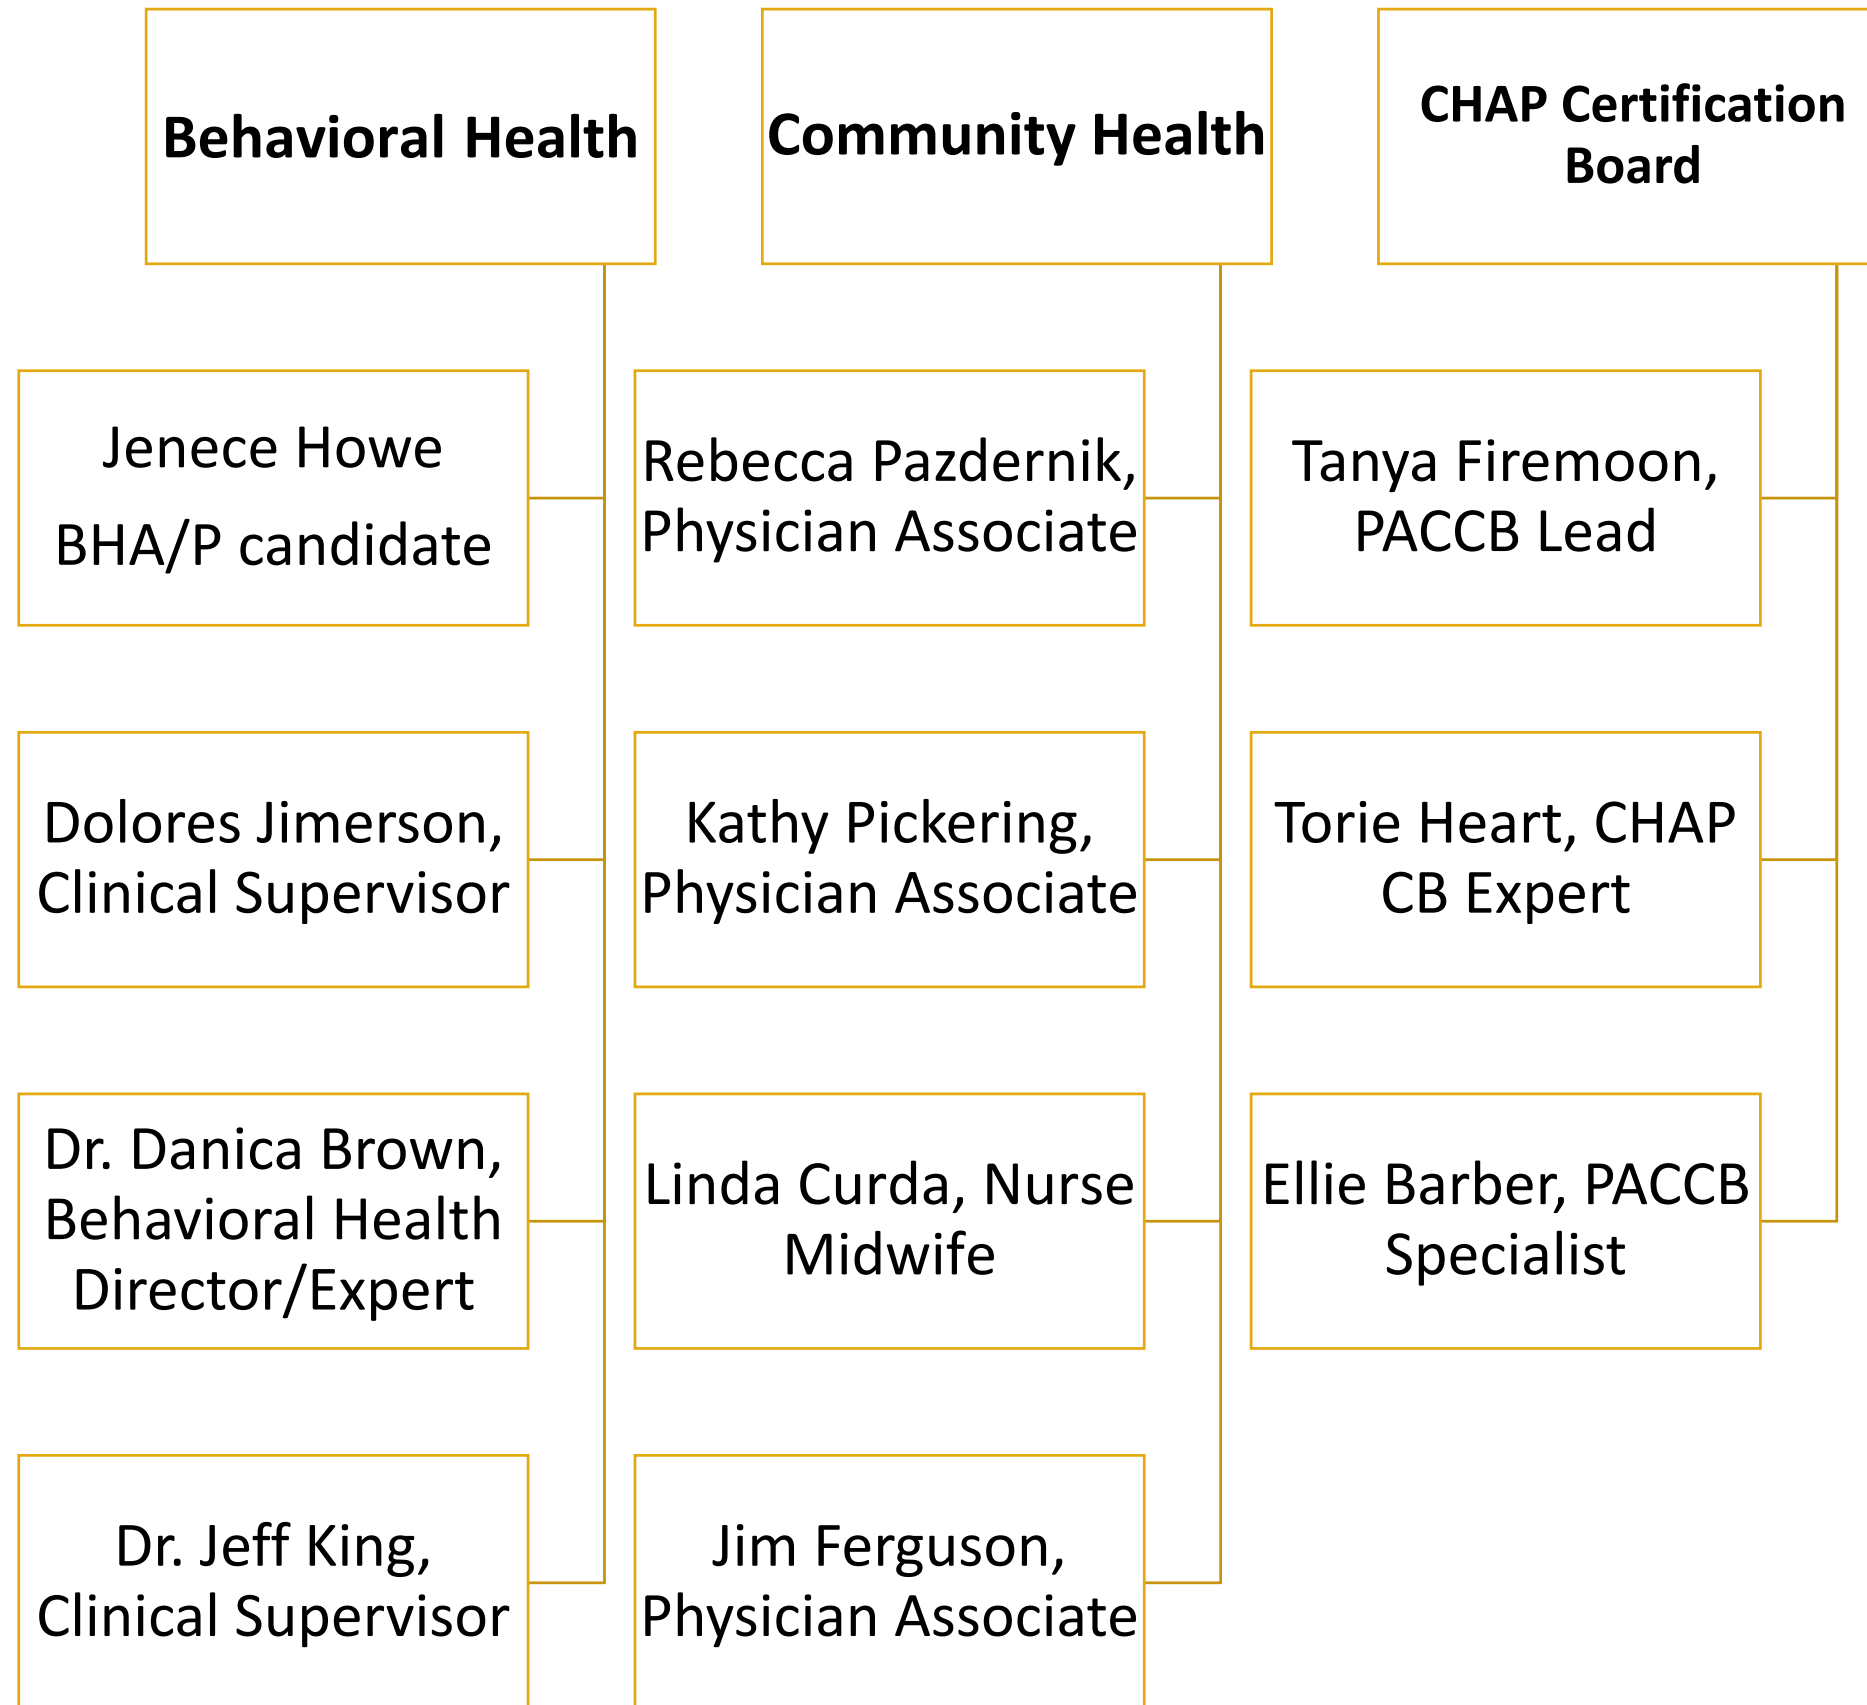 Behavioral Health
Jenece Howe
BHA/P candidate
Dolores Jimerson,
Clinical Supervisor
Dr. Danica Brown,
Behavioral Health
Director/Expert
Dr. Jeff King,
Clinical Supervisor
Community Health
Rebecca Pazdernik,
Physician Associate
Kathy Pickering,
Physician Associate
Linda Curda, Nurse
Midwife
Jim Ferguson,
Physician Associate
CHAP Certification
Board
Tanya Firemoon,
PACCB Lead
Torie Heart, CHAP
CB Expert
Ellie Barber, PACCB
Specialist